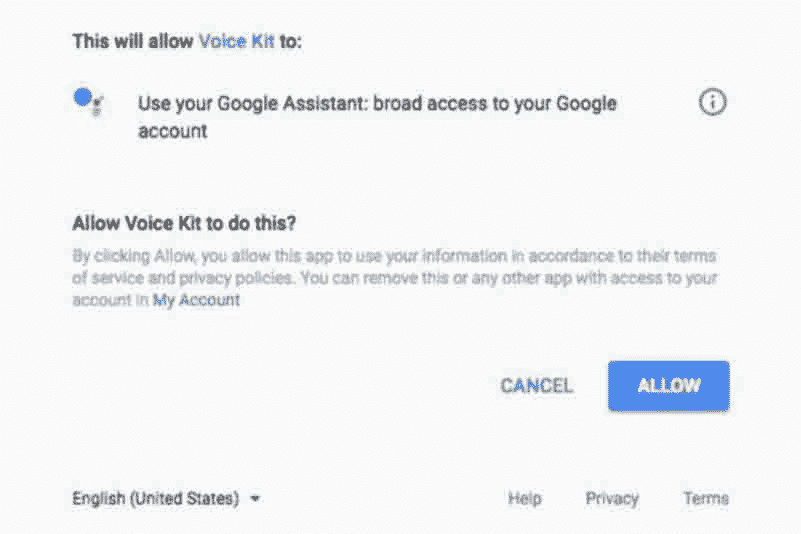 This will allow Voice Kit to:
Use your Google Assistant: broad access to your Google
account
Allow Voice Kit to do this?
By clicking Allow, you allow this app to use your information in accordance to their terms
of service and privacy policies. You can remove this or any other app with access to your
account in My Account
CANCEL ALLOW
English (United States) Help Privacy Terms